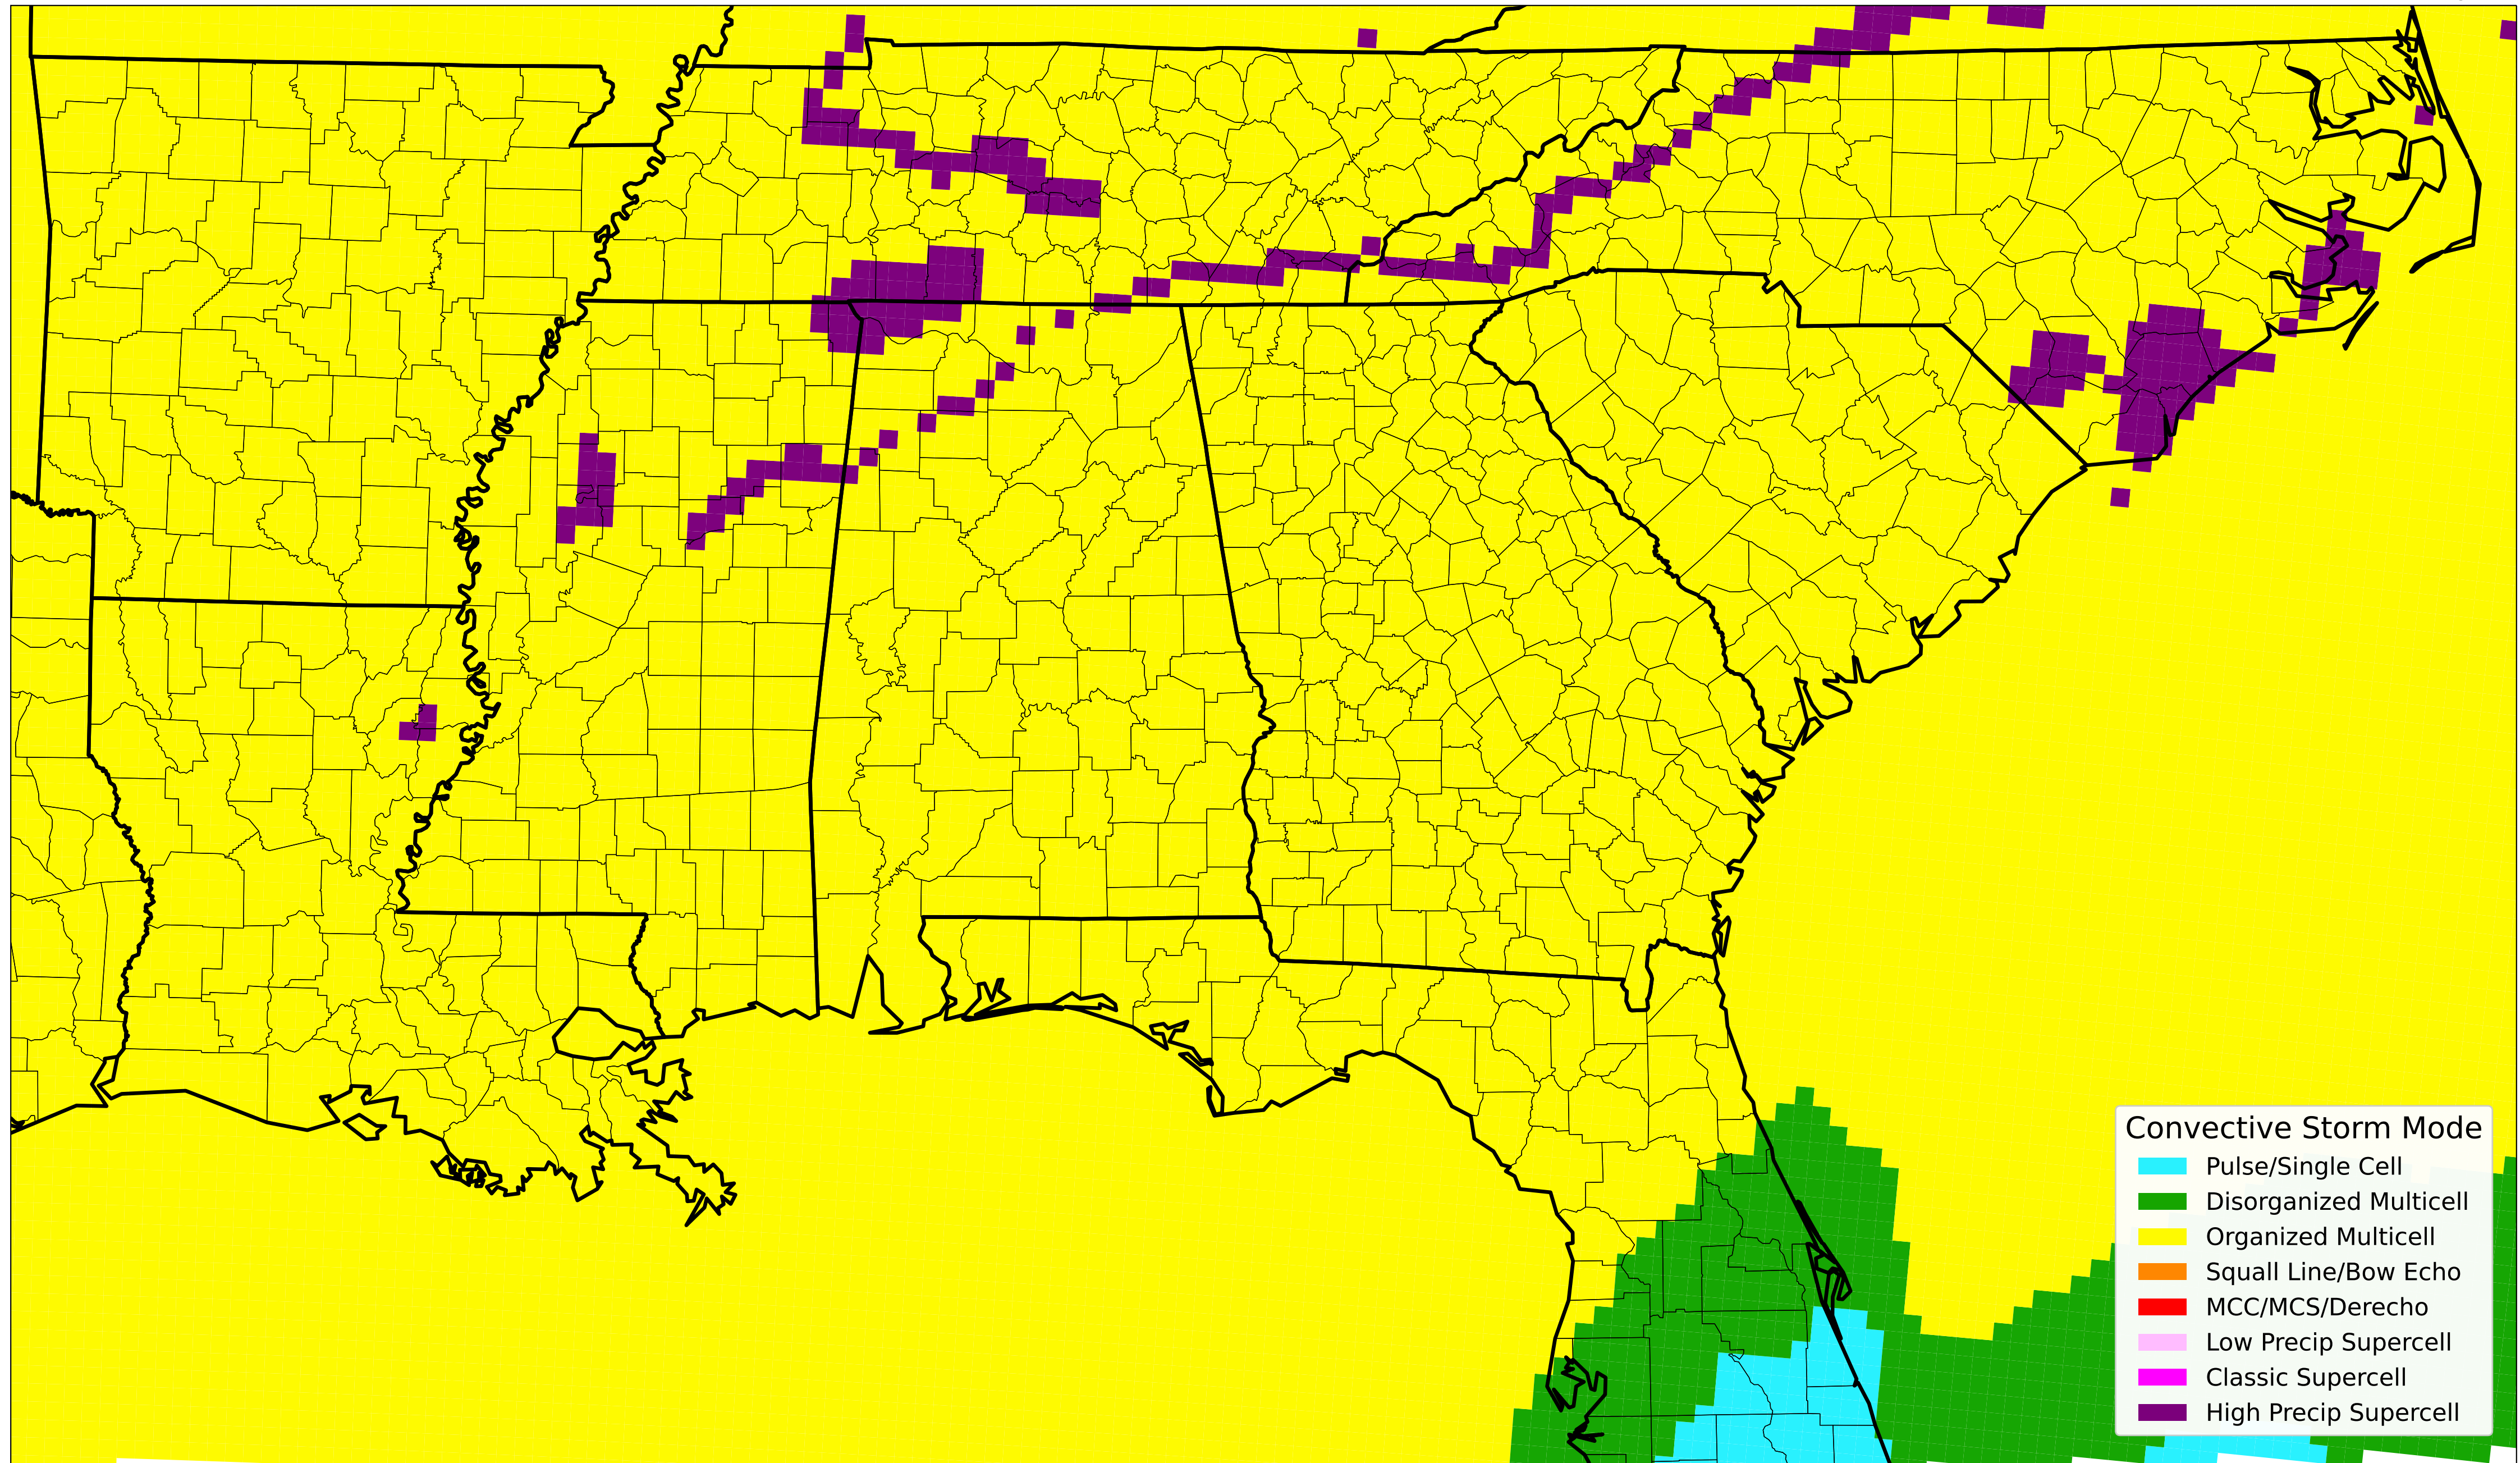 Convective Storm Mode
Pulse/Single Cell
Disorganized Multicell
Organized Multicell
Squall Line/Bow Echo
MCC/MCS/Derecho
Low Precip Supercell
Classic Supercell
High Precip Supercell